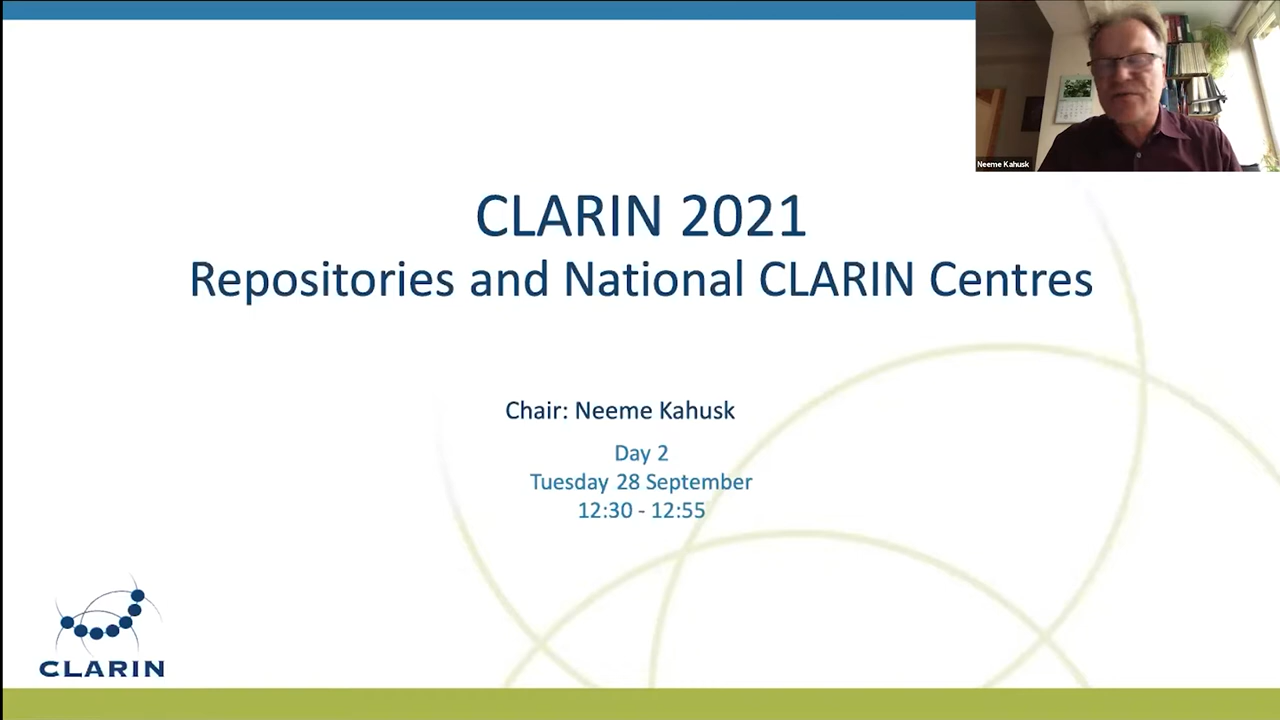 Neeme Kahusk
CLARIN 2021
Repositories and National CLARIN Centres
Chair: Neeme Kahusk
Day 2
Tuesday 28 September
12:30 - 12:55
CLARIN